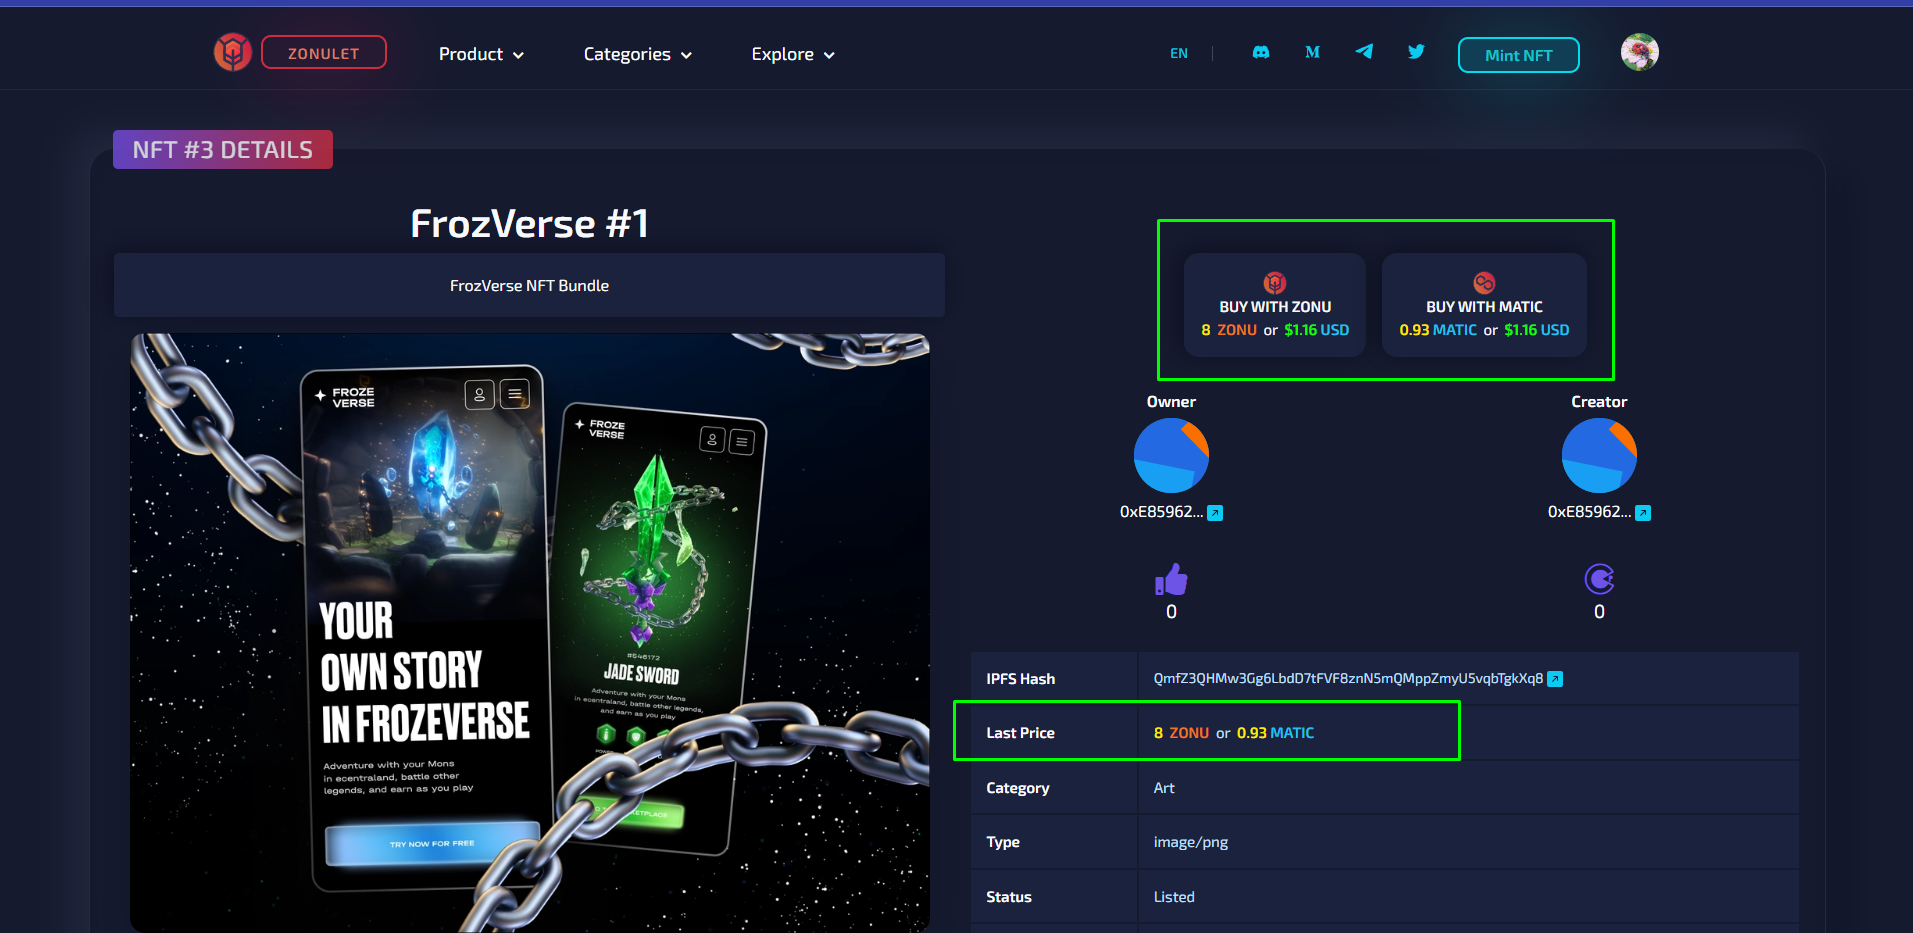 ZONULET
Product
Categories
Explore
EN
Mint NFT
NFT #3 DETAILS
FrozVerse #1
FrozVerse NFT Bundle
FROZE
VERSE
YOUR
OWN STORY
IN FROZEVERSE
Adventure with your Mons
in ecentraland, battle other
legends, and earn as you play
TRY NOW FOR FREE
FROZE
VERSE
#546172
JADE SWORD
Adventure with your Mons
in ecentraland, battle other legends,
and earn as you play
BUY WITH ZONU
8 ZONU or $1.16 USD
BUY WITH MATIC
0.93 MATIC or $1.16 USD
Owner
0xE85962...
Creator
0xE85962...
0
0
IPFS Hash QmfZ3QHMw3Gg6LbdD7tFVF8znN5mQMppZmyU5vqbTgkXq8
Last Price 8 ZONU or 0.93 MATIC
Category Art
Type image/png
Status Listed